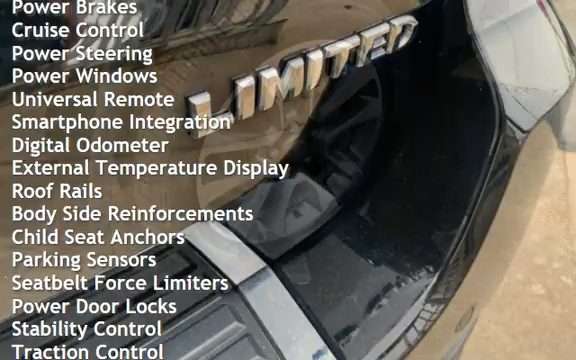 Power Brakes
Cruise Control
Power Steering
Power Windows
Universal Remote
Smartphone Integration
Digital Odometer
External Temperature Display
Roof Rails
Body Side Reinforcements
Child Seat Anchors
Parking Sensors
Seatbelt Force Limiters
Power Door Locks
Stability Control
Traction Control
LIMITED